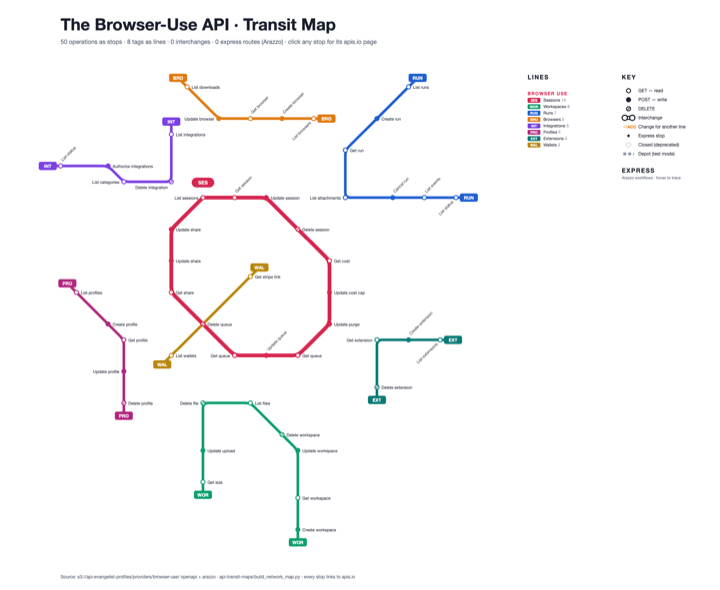 The Browser-Use API · Transit Map
50 operations as stops · 8 tags as lines · 0 interchanges · 0 express routes (Arazzo) · click any stop for its apis.io page
LINES
BROWSER USE
SES Sessions
WOR Workspaces
RUN Runs
BRO Browsers
INT Integrations
PRO Profiles
EXT Extensions
WAL Wallets
KEY
GET — read
POST — write
DELETE
Interchange
Change for another line
Express stop
Closed (deprecated)
Depot (test mode)
EXPRESS
Arazzo workflows · hover to trace
BRO
List downloads
Update browser
Get browser
Create browser
List browsers
BRO
RUN
List runs
Create run
Get run
List attachments
Cancel run
List events
List status
RUN
INT
List integrations
INT
List status
Authorize integrations
List categories
Delete integration
SES
List sessions
Get session
Update session
Delete session
Get cost
Update cost cap
Update purge
Get queue
Update queue
Get queue
Delete queue
Get share
Update share
Update share
WAL
Get stripe link
List wallets
WAL
PRO
List profiles
Create profile
Get profile
Update profile
Delete profile
PRO
Get extension
Create extension
List extensions
EXT
Delete extension
EXT
Delete file
List files
Update upload
Get size
WOR
Delete workspace
Update workspace
Get workspace
Create workspace
WOR
Source: s3://api-evangelist-profiles/providers/browser-use/ openapi + arazzo · api-transit-maps/build_network_map.py · every stop links to apis.io